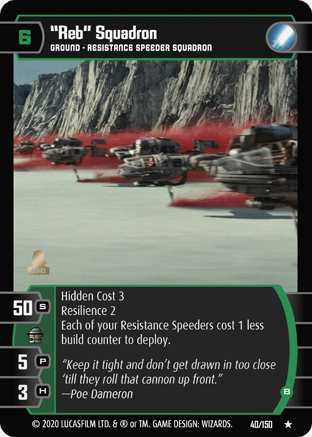 6
"Reb" Squadron
GROUND - RESISTANCE SPEEDER SQUADRON
50 S
5 P
3 H
Hidden Cost 3
Resilience 2
Each of your Resistance Speeders cost 1 less
build counter to deploy.
"Keep it tight and don't get drawn in too close
'till they roll that cannon up front."
—Poe Dameron
B
© 2020 LUCASFILM LTD. & ® or TM. GAME DESIGN: WIZARDS. 40/150 ★